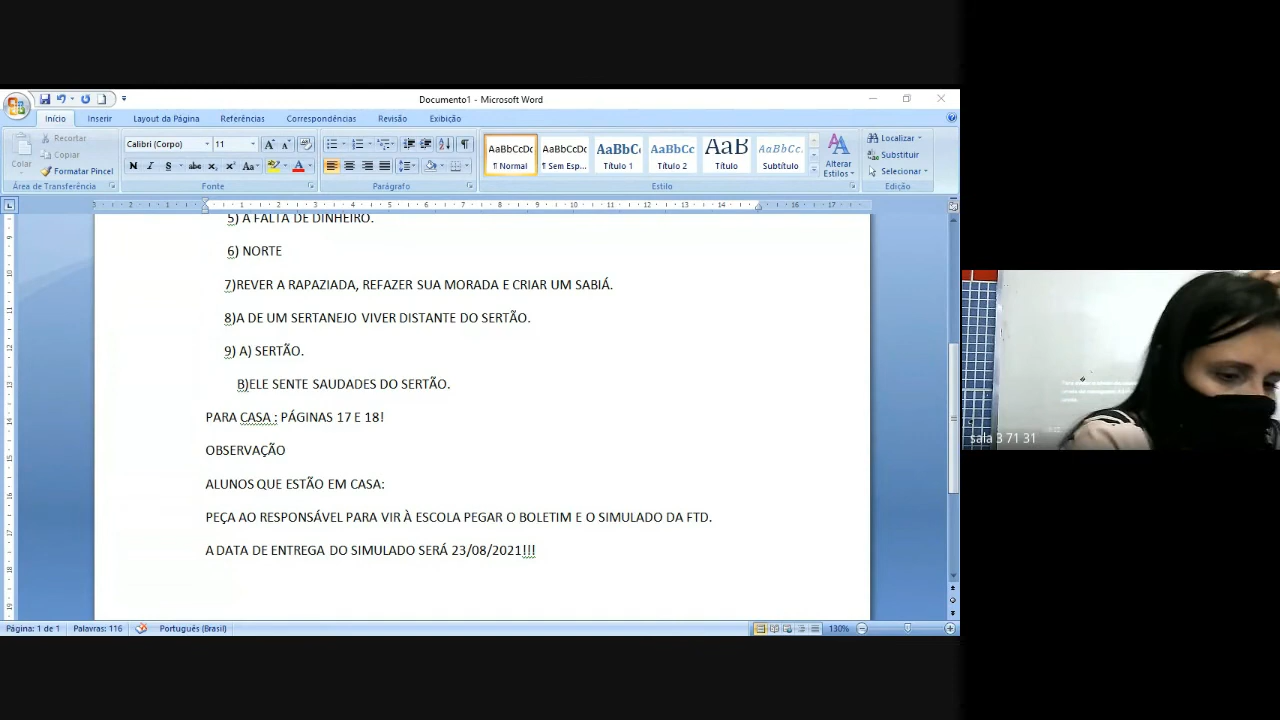 Documento1 - Microsoft Word
Início Inserir Layout da Página Referências Correspondências Revisão Exibição
Colar
Recortar
Copiar
Formatar Pincel
Área de Transferência
Calibri (Corpo) 11
Fonte
Parágrafo
AaBbCcDc AaBbCcDc AaBbCc AaBbCc AaB AaBbCc.
¶ Normal ¶ Sem Esp... Título 1 Título 2 Título Subtítulo
Alterar Estilos
Estilo
Localizar
Substituir
Selecionar
Edição
5) A FALTA DE DINHEIRO.
6) NORTE
7)REVER A RAPAZIADA, REFAZER SUA MORADA E CRIAR UM SABIÁ.
8)A DE UM SERTANEJO VIVER DISTANTE DO SERTÃO.
9) A) SERTÃO.
B)ELE SENTE SAUDADES DO SERTÃO.
PARA CASA : PÁGINAS 17 E 18!
OBSERVAÇÃO
ALUNOS QUE ESTÃO EM CASA:
PEÇA AO RESPONSÁVEL PARA VIR À ESCOLA PEGAR O BOLETIM E O SIMULADO DA FTD.
A DATA DE ENTREGA DO SIMULADO SERÁ 23/08/2021!!!
Página: 1 de 1 Palavras: 116 Português (Brasil) 130%
sala 3 71 31